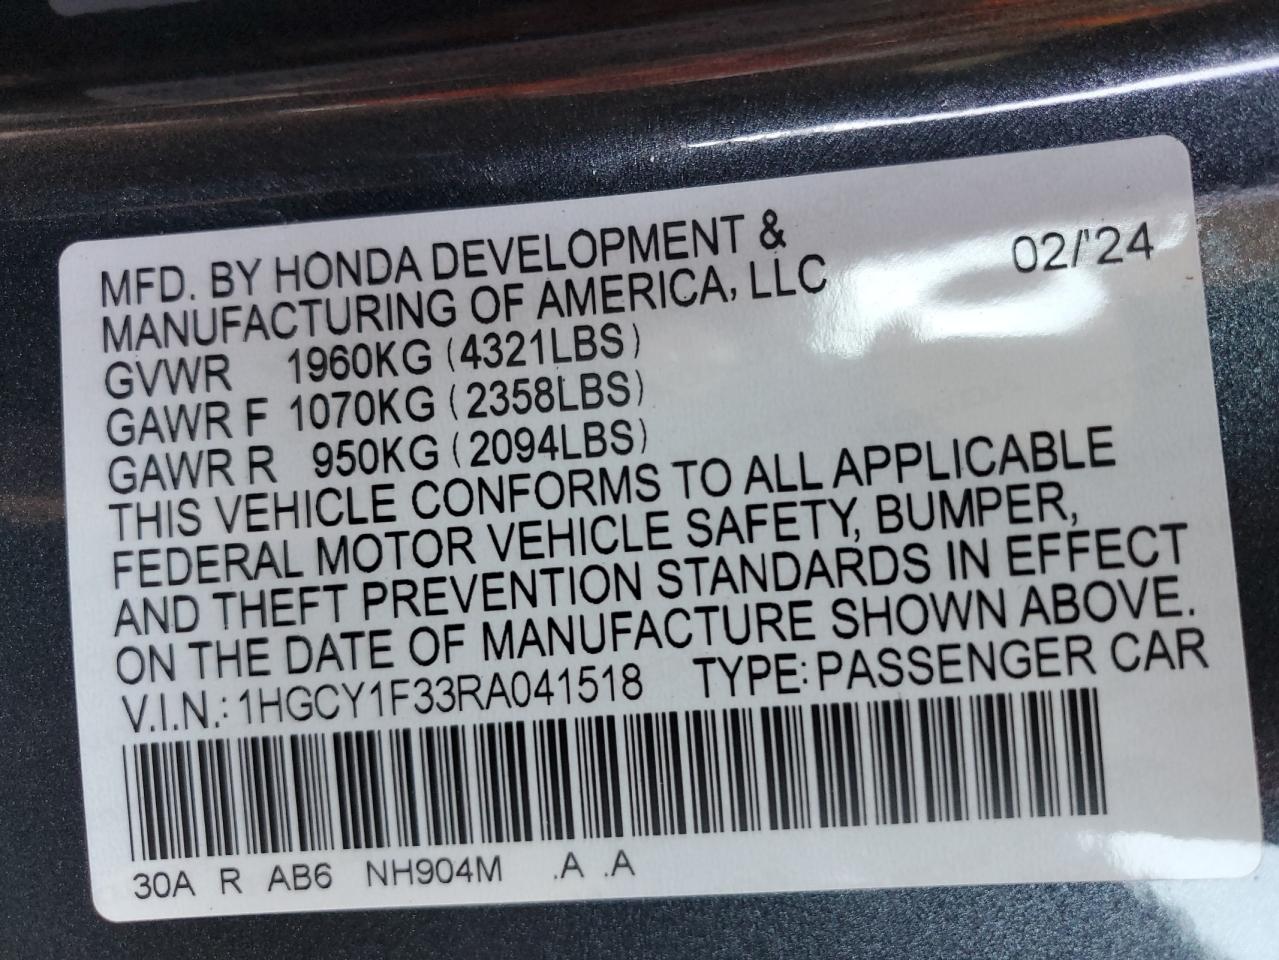 MFD. BY HONDA DEVELOPMENT & 02/'24
MANUFACTURING OF AMERICA, LLC
GVWR 1960KG (4321LBS)
GAWR F 1070KG (2358LBS)
GAWR R 950KG (2094LBS)
THIS VEHICLE CONFORMS TO ALL APPLICABLE
FEDERAL MOTOR VEHICLE SAFETY, BUMPER,
AND THEFT PREVENTION STANDARDS IN EFFECT
ON THE DATE OF MANUFACTURE SHOWN ABOVE.
V.I.N.: 1HGCY1F33RA041518 TYPE: PASSENGER CAR
30A R AB6 NH904M .A .A